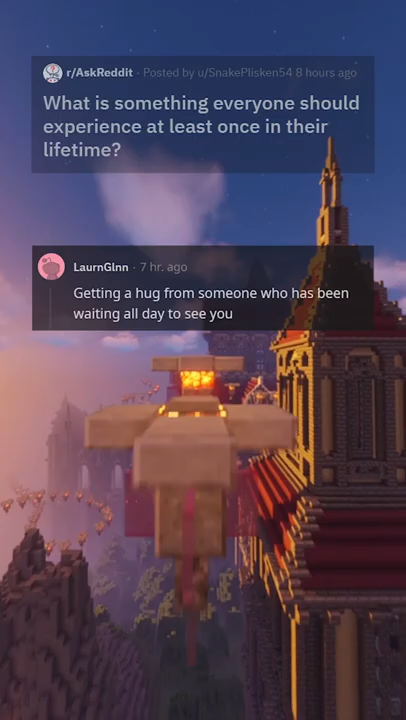 r/AskReddit · Posted by u/SnakePlisken54 8 hours ago
What is something everyone should
experience at least once in their
lifetime?
LaurnGlnn · 7 hr. ago
Getting a hug from someone who has been
waiting all day to see you